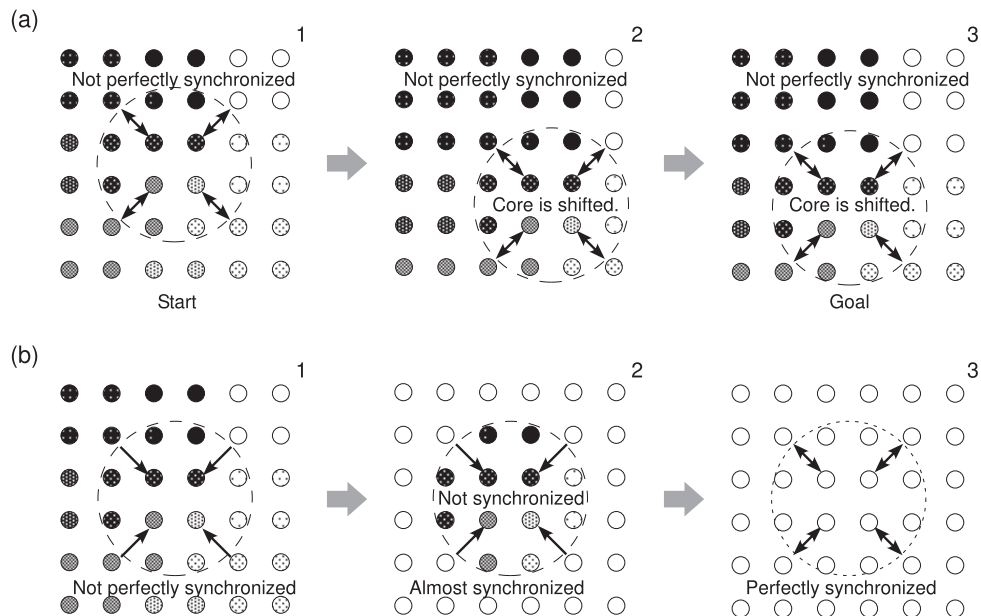 (a)
1
2
3
Not perfectly synchronized
Not perfectly synchronized
Not perfectly synchronized
Core is shifted.
Core is shifted.
Start
Goal
(b)
1
2
3
Not synchronized
Not perfectly synchronized
Almost synchronized
Perfectly synchronized